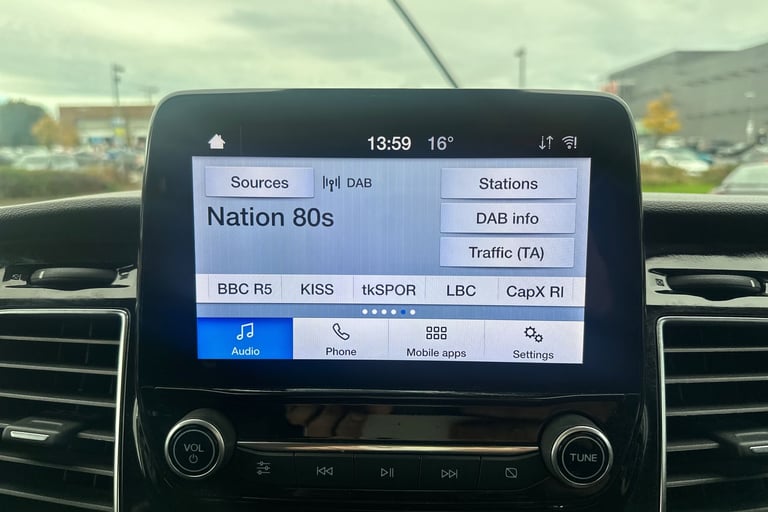 13:59 16°
Sources DAB Stations
Nation 80s
DAB info
Traffic (TA)
BBC R5 KISS tkSPOR LBC CapX Rl
Audio Phone Mobile apps Settings
VOL
TUNE